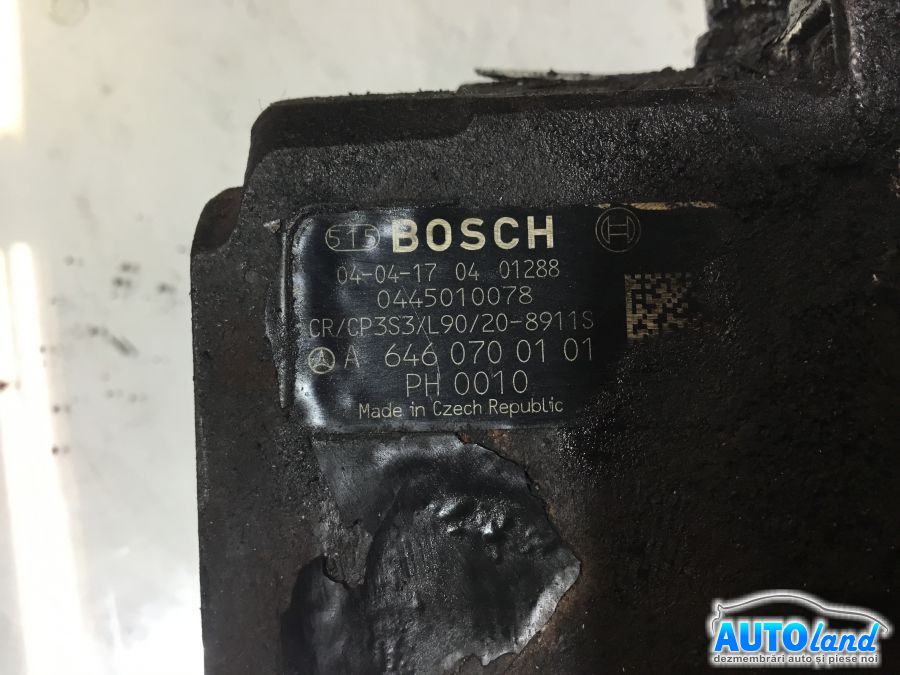 515 BOSCH
04-04-17 04 01288
0445010078
CR/CP3S3/L90/20-8911S
A 646 070 01 01
PH 0010
Made in Czech Republic
AUTOland
dezmembrări auto și piese noi